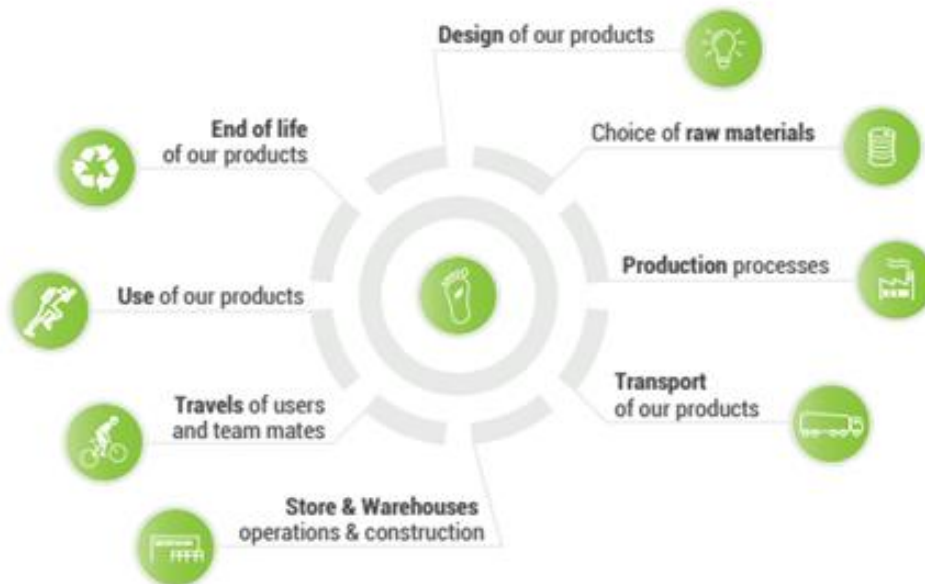 Design of our products
Choice of raw materials
Production processes
Transport
of our products
Store & Warehouses
operations & construction
Travels of users
and team mates
Use of our products
End of life
of our products